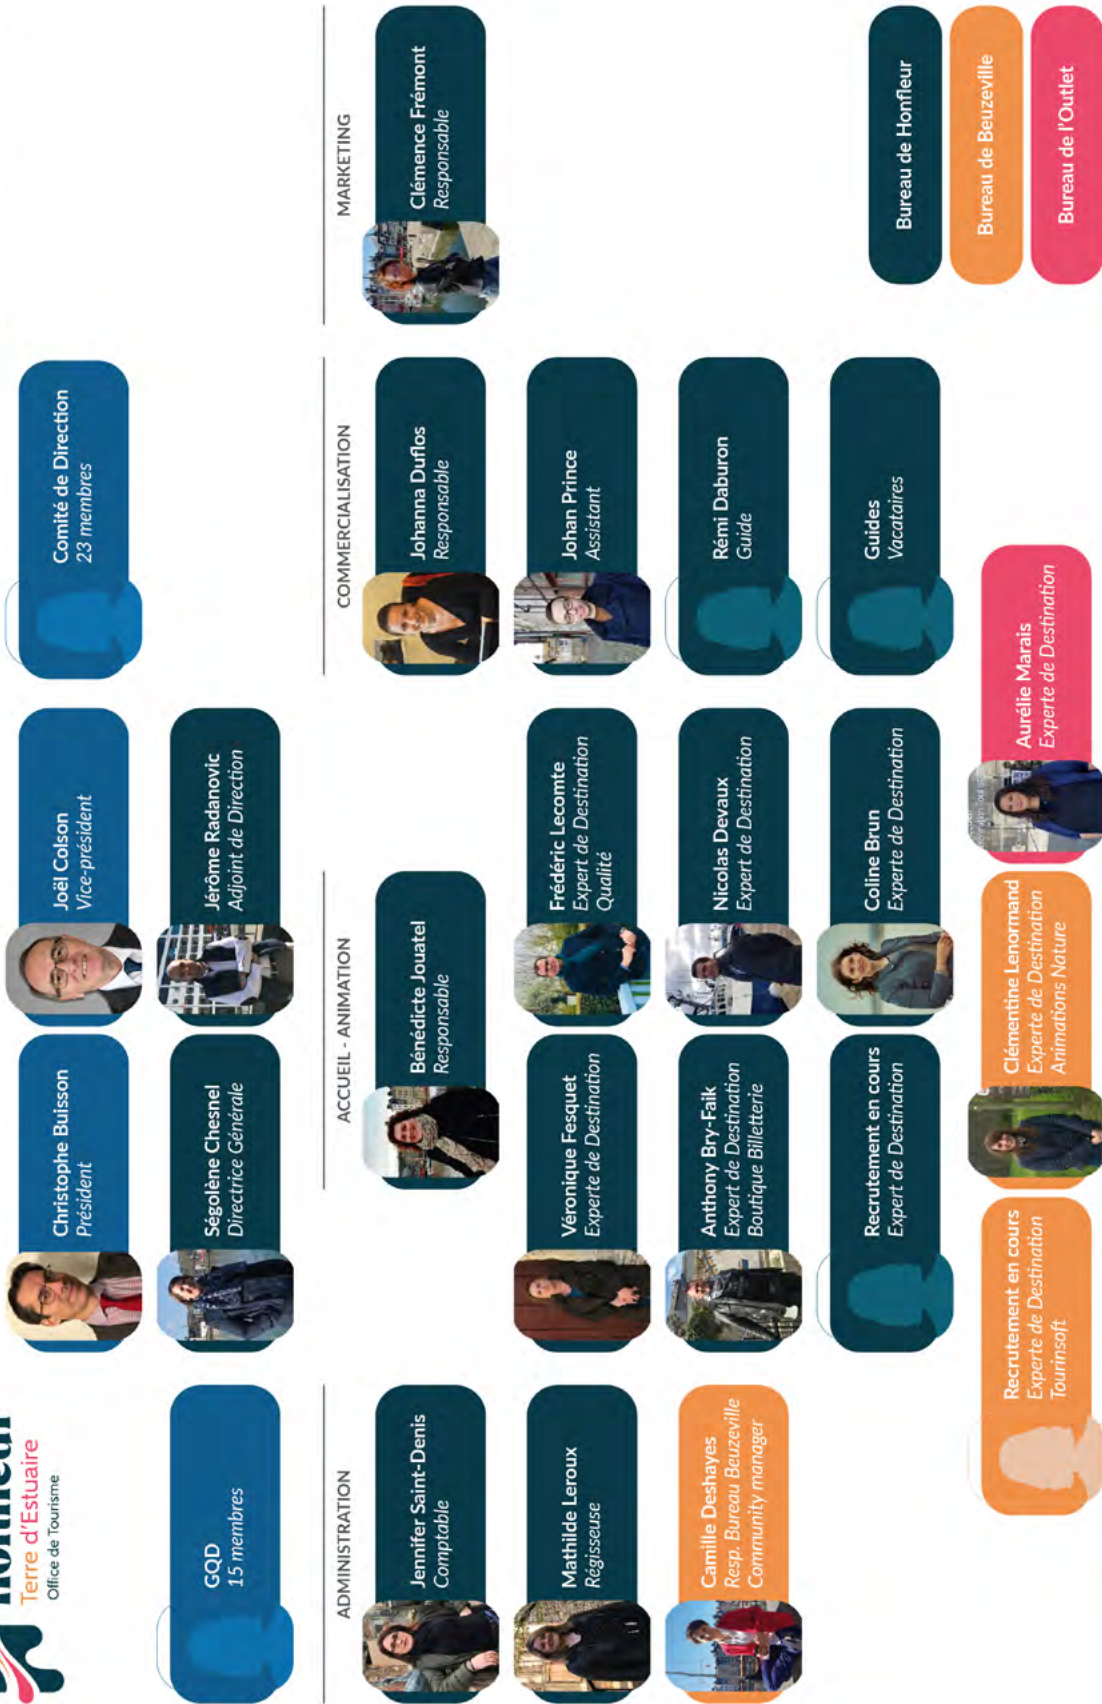 Honfleur
Terre d'Estuaire
Office de Tourisme
Christophe Buisson
Président
Joël Colson
Vice-président
Comité de Direction
23 membres
GQD
15 membres
Ségolène Chesnel
Directrice Générale
Jérôme Radanovic
Adjoint de Direction
ADMINISTRATION
ACCUEIL - ANIMATION
COMMERCIALISATION
MARKETING
Jennifer Saint-Denis
Comptable
Bénédicte Jouatel
Responsable
Johanna Duflos
Responsable
Clémence Frémont
Responsable
Mathilde Leroux
Régisseuse
Véronique Fesquet
Experte de Destination
Frédéric Lecomte
Expert de Destination
Qualité
Johan Prince
Assistant
Camille Deshayes
Resp. Bureau Beuzeville
Community manager
Anthony Bry-Faik
Expert de Destination
Boutique Billetterie
Nicolas Devaux
Expert de Destination
Rémi Daburon
Guide
Recrutement en cours
Expert de Destination
Coline Brun
Experte de Destination
Guides
Vacataires
Recrutement en cours
Experte de Destination
Tourinsoft
Clémentine Lenormand
Experte de Destination
Animations Nature
Aurélie Marais
Experte de Destination
Bureau de Honfleur
Bureau de Beuzeville
Bureau de l'Outlet